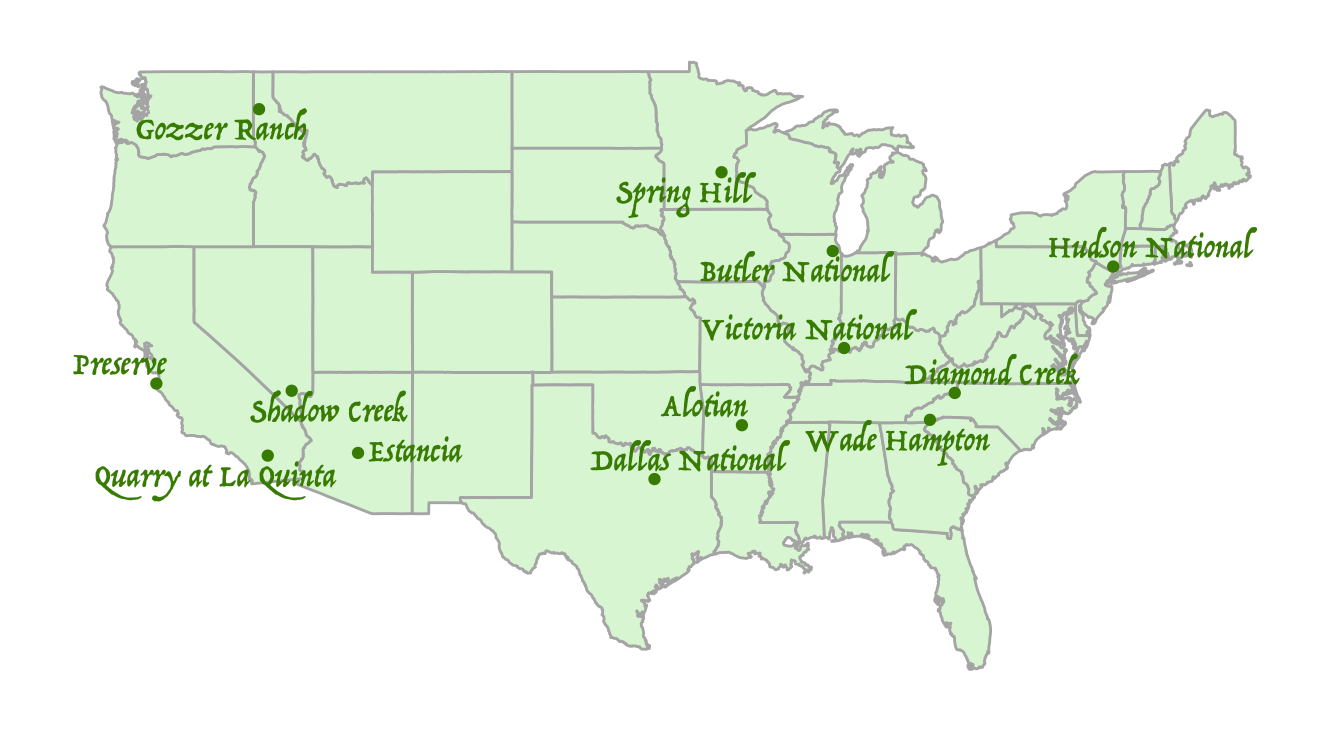 Gozzer Ranch
Spring Hill
Hudson National
Butler National
Victoria National
Preserve
Diamond Creek
Shadow Creek
Alotian
Wade Hampton
Estancia
Dallas National
Quarry at La Quinta